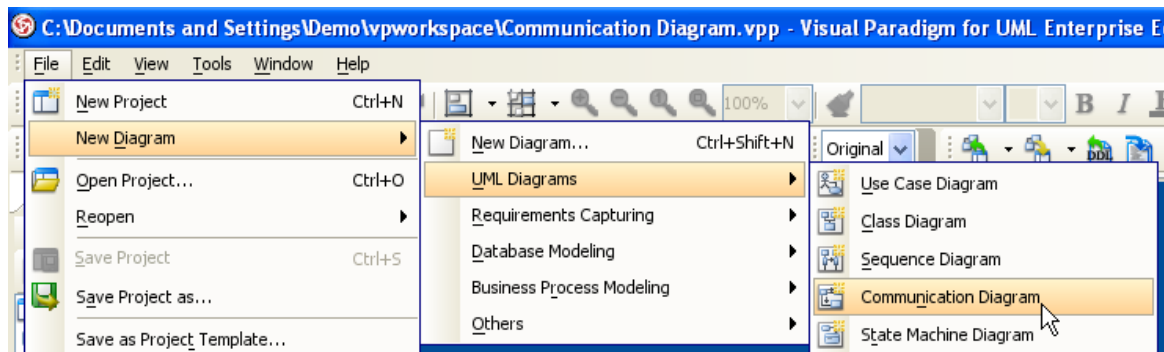 C:\Documents and Settings\Demo\vpworkspace\Communication Diagram.vpp - Visual Paradigm for UML Enterprise E
File Edit View Tools Window Help
New Project Ctrl+N
100% B I
New Diagram
New Diagram... Ctrl+Shift+N
Original DDL
Open Project... Ctrl+O
UML Diagrams
Use Case Diagram
Reopen
Requirements Capturing
Class Diagram
Save Project Ctrl+S
Database Modeling
Sequence Diagram
Save Project as...
Business Process Modeling
Communication Diagram
Save as Project Template...
Others
State Machine Diagram